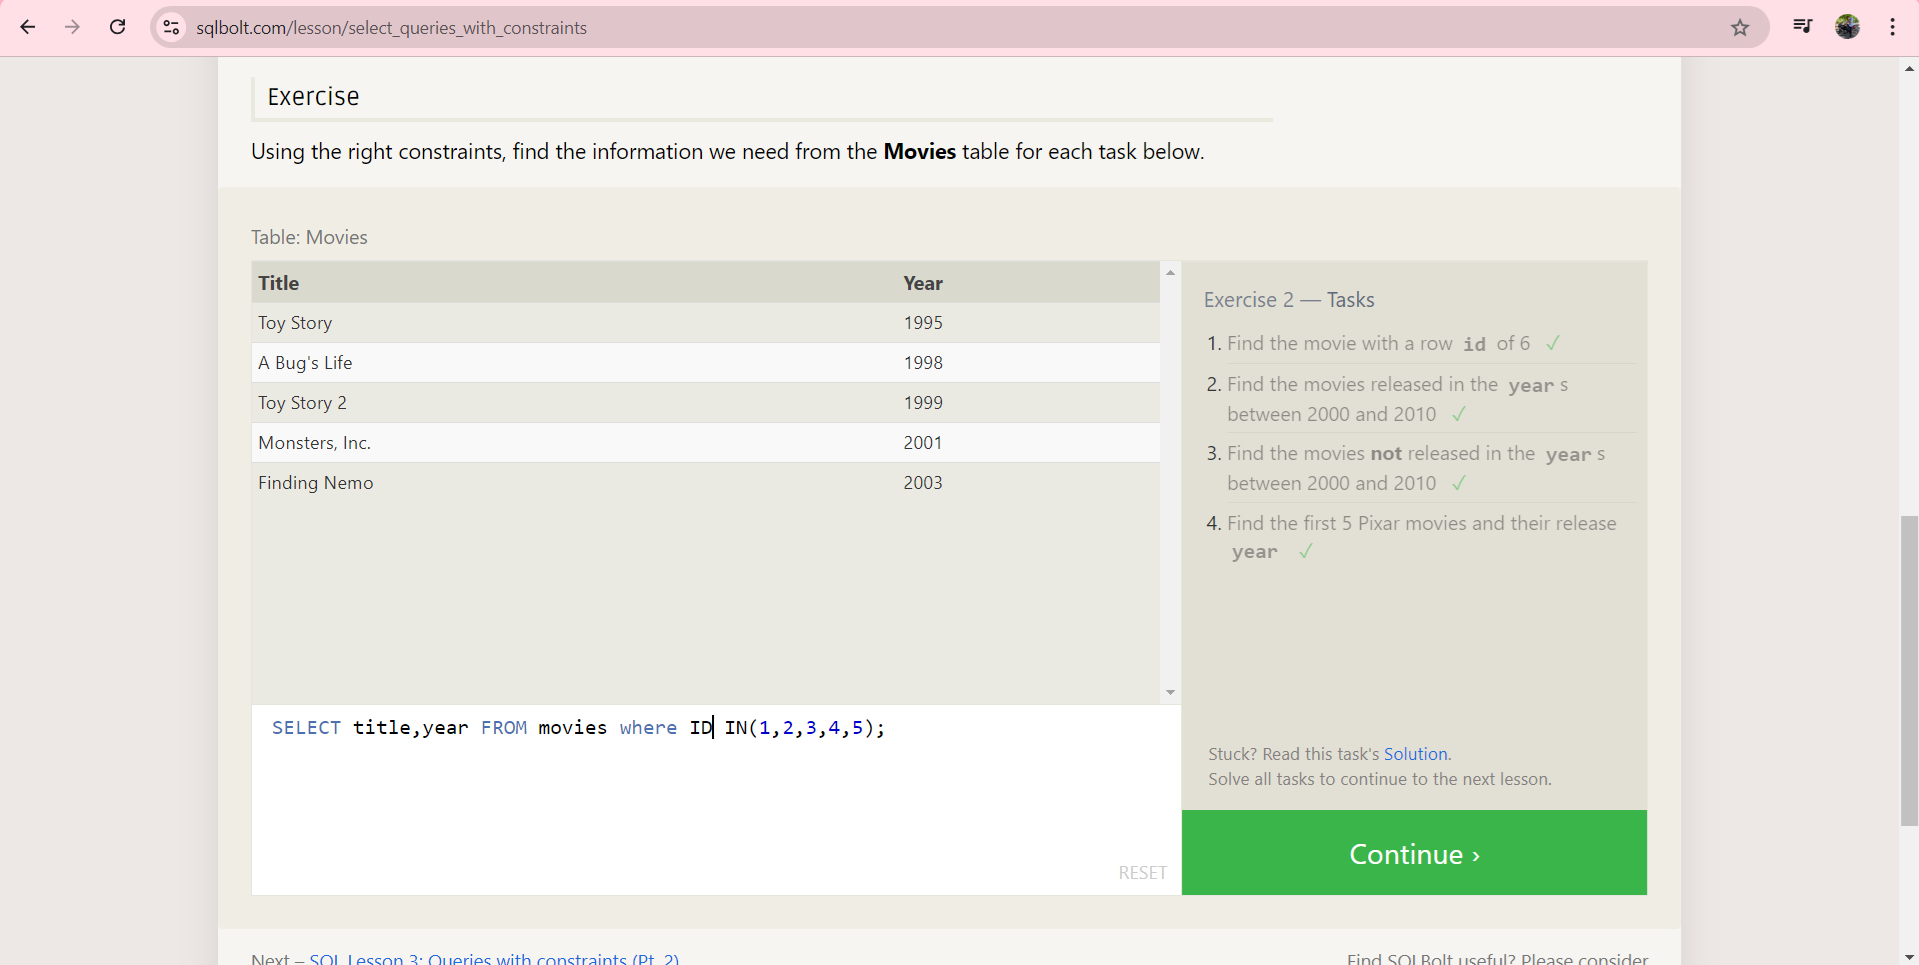 sqlbolt.com/lesson/select_queries_with_constraints
Exercise
Using the right constraints, find the information we need from the Movies table for each task below.
Table: Movies
Title Year
Toy Story 1995
A Bug's Life 1998
Toy Story 2 1999
Monsters, Inc. 2001
Finding Nemo 2003
SELECT title,year FROM movies where ID IN(1,2,3,4,5);
RESET
Exercise 2 — Tasks
1. Find the movie with a row id of 6 ✓
2. Find the movies released in the year s
between 2000 and 2010 ✓
3. Find the movies not released in the year s
between 2000 and 2010 ✓
4. Find the first 5 Pixar movies and their release
year ✓
Stuck? Read this task's Solution.
Solve all tasks to continue to the next lesson.
Continue ›
Next – SQL Lesson 3: Queries with constraints (Pt. 2)
Find SQLBolt useful? Please consider